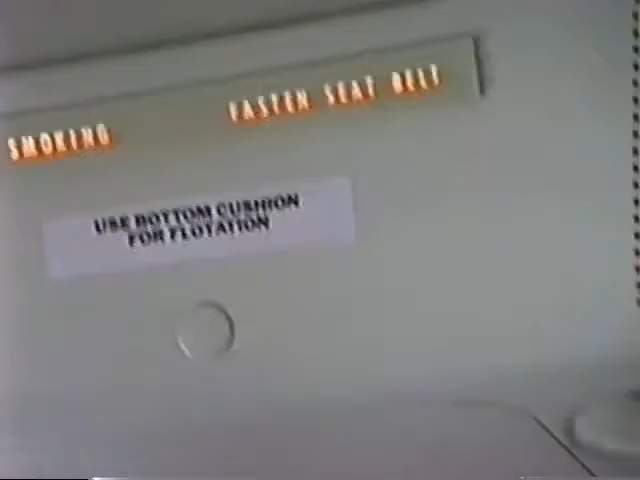 SMOKING FASTEN SEAT BELT
USE BOTTOM CUSHION
FOR FLOTATION